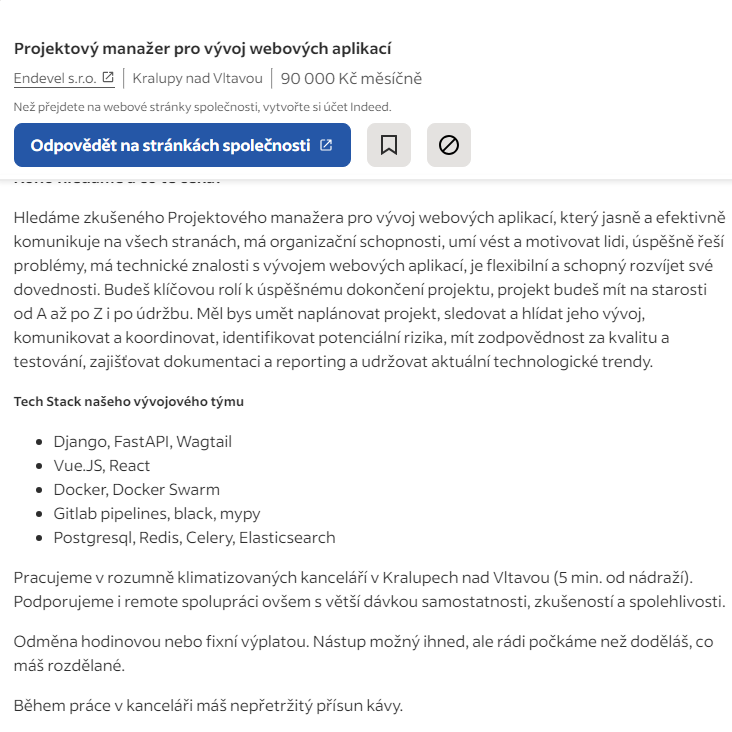 Projektový manažer pro vývoj webových aplikací
Endevel s.r.o. Kralupy nad Vltavou 90 000 Kč měsíčně
Než přejdete na webové stránky společnosti, vytvořte si účet Indeed.
Odpovědět na stránkách společnosti
Hledáme zkušeného Projektového manažera pro vývoj webových aplikací, který jasně a efektivně
komunikuje na všech stranách, má organizační schopnosti, umí vést a motivovat lidi, úspěšně řeší
problémy, má technické znalosti s vývojem webových aplikací, je flexibilní a schopný rozvíjet své
dovednosti. Budeš klíčovou rolí k úspěšnému dokončení projektu, projekt budeš mít na starosti
od A až po Z i po údržbu. Měl bys umět naplánovat projekt, sledovat a hlídat jeho vývoj,
komunikovat a koordinovat, identifikovat potenciální rizika, mít zodpovědnost za kvalitu a
testování, zajišťovat dokumentaci a reporting a udržovat aktuální technologické trendy.
Tech Stack našeho vývojového týmu
Django, FastAPI, Wagtail
Vue.JS, React
Docker, Docker Swarm
Gitlab pipelines, black, mypy
Postgresql, Redis, Celery, Elasticsearch
Pracujeme v rozumně klimatizovaných kanceláří v Kralupech nad Vltavou (5 min. od nádraží).
Podporujeme i remote spolupráci ovšem s větší dávkou samostatnosti, zkušeností a spolehlivosti.
Odměna hodinovou nebo fixní výplatou. Nástup možný ihned, ale rádi počkáme než doděláš, co
máš rozdělané.
Během práce v kanceláři máš nepřetržitý přísun kávy.